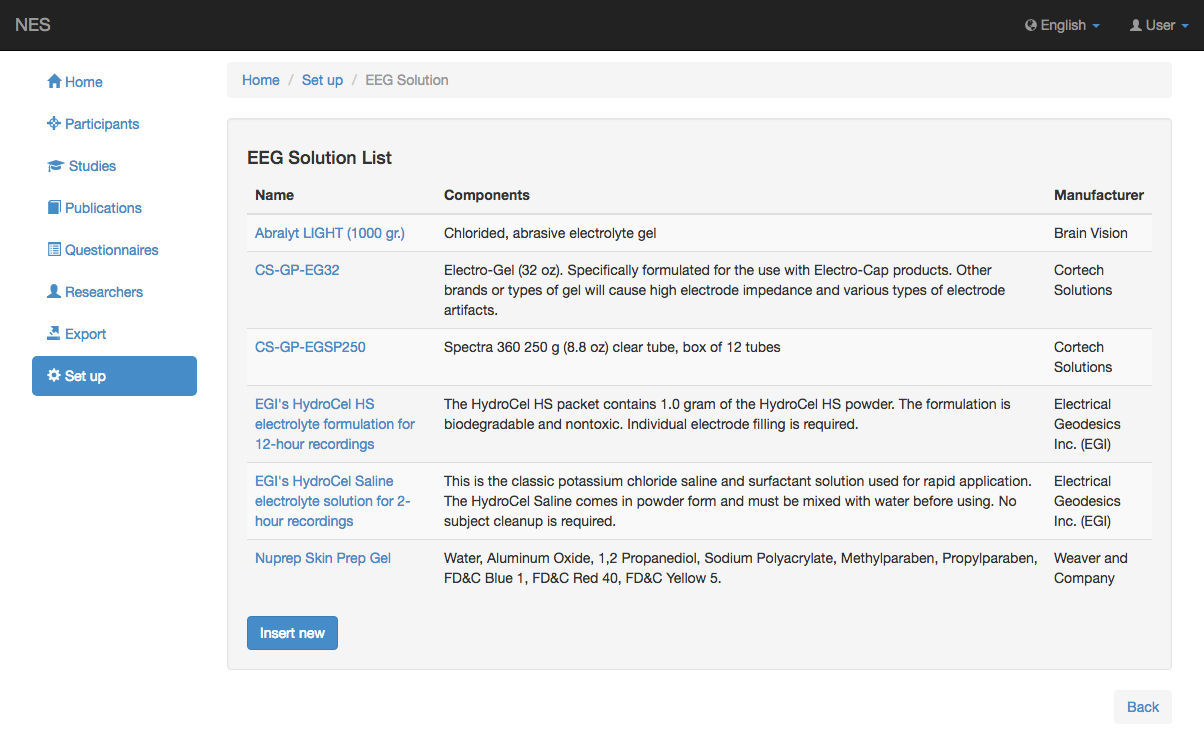 NES
English
User
Home
Participants
Studies
Publications
Questionnaires
Researchers
Export
Set up
Home / Set up / EEG Solution
EEG Solution List
Name Components Manufacturer
Abralyt LIGHT (1000 gr.)
Chlorided, abrasive electrolyte gel
Brain Vision
CS-GP-EG32
Electro-Gel (32 oz). Specifically formulated for the use with Electro-Cap products. Other
brands or types of gel will cause high electrode impedance and various types of electrode
artifacts.
Cortech
Solutions
CS-GP-EGSP250
Spectra 360 250 g (8.8 oz) clear tube, box of 12 tubes
Cortech
Solutions
EGI's HydroCel HS
electrolyte formulation for
12-hour recordings
The HydroCel HS packet contains 1.0 gram of the HydroCel HS powder. The formulation is
biodegradable and nontoxic. Individual electrode filling is required.
Electrical
Geodesics
Inc. (EGI)
EGI's HydroCel Saline
electrolyte solution for 2-
hour recordings
This is the classic potassium chloride saline and surfactant solution used for rapid application.
The HydroCel Saline comes in powder form and must be mixed with water before using. No
subject cleanup is required.
Electrical
Geodesics
Inc. (EGI)
Nuprep Skin Prep Gel
Water, Aluminum Oxide, 1,2 Propanediol, Sodium Polyacrylate, Methylparaben, Propylparaben,
FD&C Blue 1, FD&C Red 40, FD&C Yellow 5.
Weaver and
Company
Insert new
Back